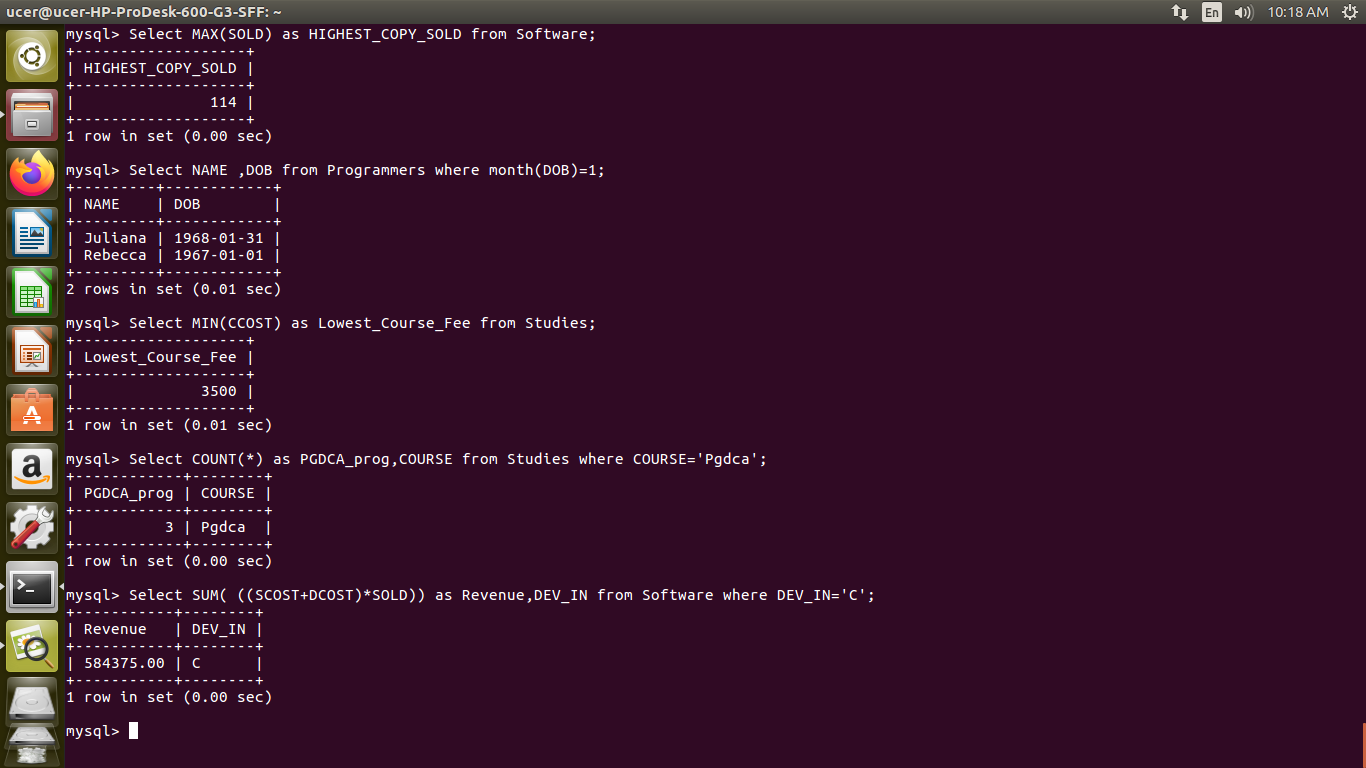 ucer@ucer-HP-ProDesk-600-G3-SFF: ~ En 10:18 AM
mysql> Select MAX(SOLD) as HIGHEST_COPY_SOLD from Software;
+-------------------+
| HIGHEST_COPY_SOLD |
+-------------------+
|               114 |
+-------------------+
1 row in set (0.00 sec)

mysql> Select NAME ,DOB from Programmers where month(DOB)=1;
+---------+------------+
| NAME    | DOB        |
+---------+------------+
| Juliana | 1968-01-31 |
| Rebecca | 1967-01-01 |
+---------+------------+
2 rows in set (0.01 sec)

mysql> Select MIN(CCOST) as Lowest_Course_Fee from Studies;
+-------------------+
| Lowest_Course_Fee |
+-------------------+
|              3500 |
+-------------------+
1 row in set (0.01 sec)

mysql> Select COUNT(*) as PGDCA_prog,COURSE from Studies where COURSE='Pgdca';
+------------+--------+
| PGDCA_prog | COURSE |
+------------+--------+
|          3 | Pgdca  |
+------------+--------+
1 row in set (0.00 sec)

mysql> Select SUM( ((SCOST+DCOST)*SOLD)) as Revenue,DEV_IN from Software where DEV_IN='C';
+-----------+--------+
| Revenue   | DEV_IN |
+-----------+--------+
| 584375.00 | C      |
+-----------+--------+
1 row in set (0.00 sec)

mysql>